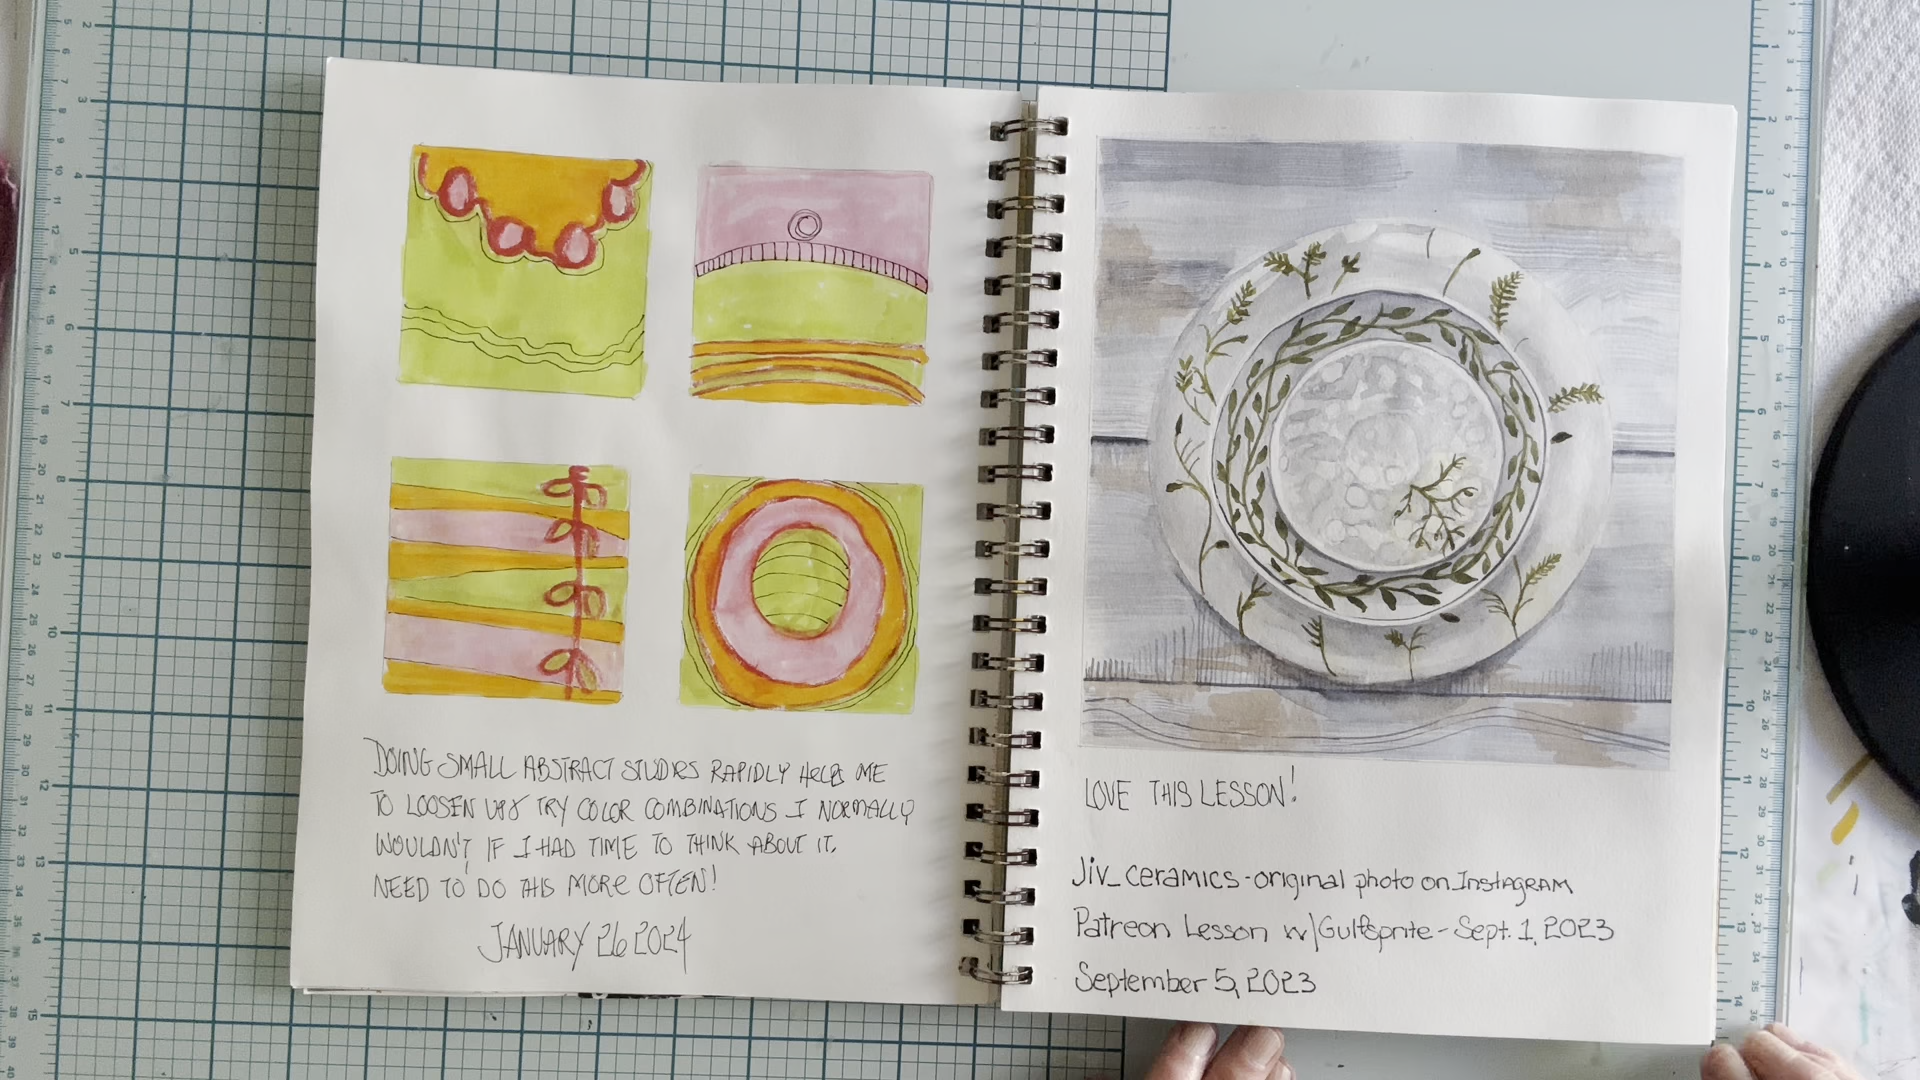 DOING SMALL ABSTRACT STUDIES RAPIDLY HELPS ME
TO LOOSEN UP & TRY COLOR COMBINATIONS I NORMALLY
WOULDN'T IF I HAD TIME TO THINK ABOUT IT.
NEED TO DO THIS MORE OFTEN!
JANUARY 26 2024
LOVE THIS LESSON!
Jiv_ceramics - original photo on INSTAGRAM
Patreon Lesson w/Gulfsprite - Sept. 1, 2023
September 5, 2023